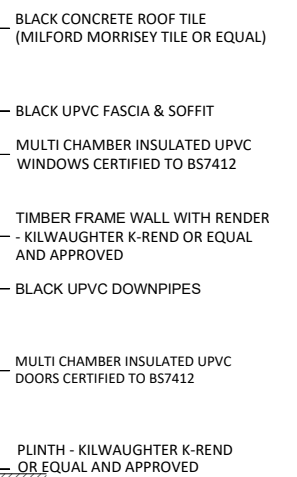 BLACK CONCRETE ROOF TILE
(MILFORD MORRISEY TILE OR EQUAL)
BLACK UPVC FASCIA & SOFFIT
MULTI CHAMBER INSULATED UPVC
WINDOWS CERTIFIED TO BS7412
TIMBER FRAME WALL WITH RENDER
- KILWAUGHTER K-REND OR EQUAL
AND APPROVED
BLACK UPVC DOWNPIPES
MULTI CHAMBER INSULATED UPVC
DOORS CERTIFIED TO BS7412
PLINTH - KILWAUGHTER K-REND
OR EQUAL AND APPROVED